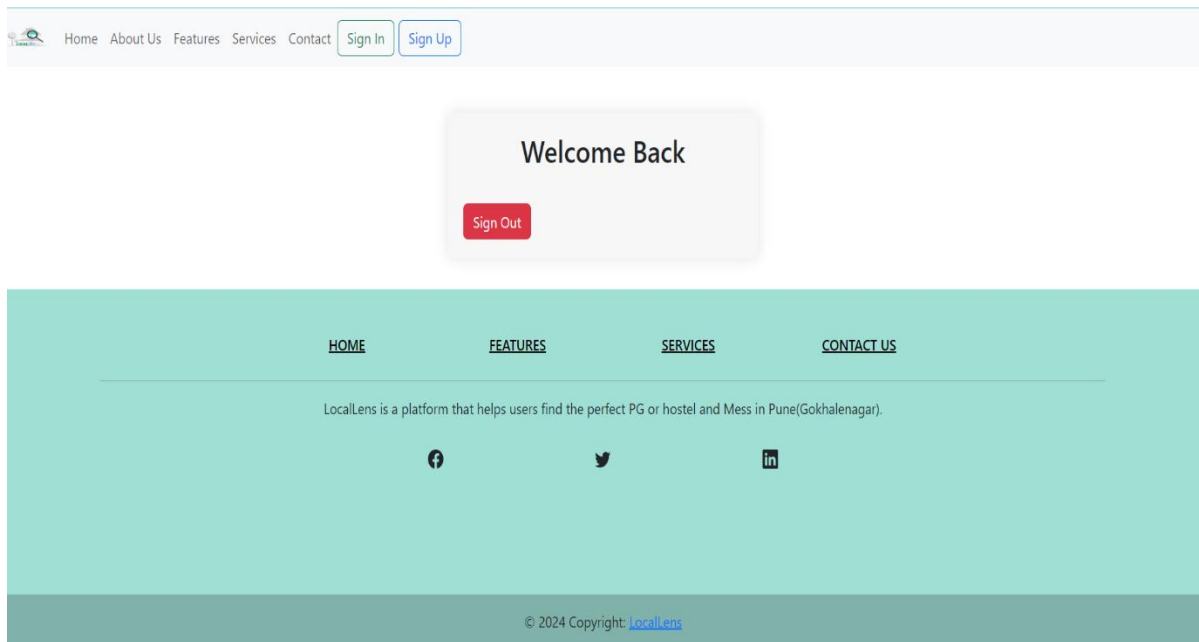 Home About Us Features Services Contact Sign In Sign Up
Welcome Back
Sign Out
HOME FEATURES SERVICES CONTACT US
LocalLens is a platform that helps users find the perfect PG or hostel and Mess in Pune(Gokhalenagar).
© 2024 Copyright: LocalLens